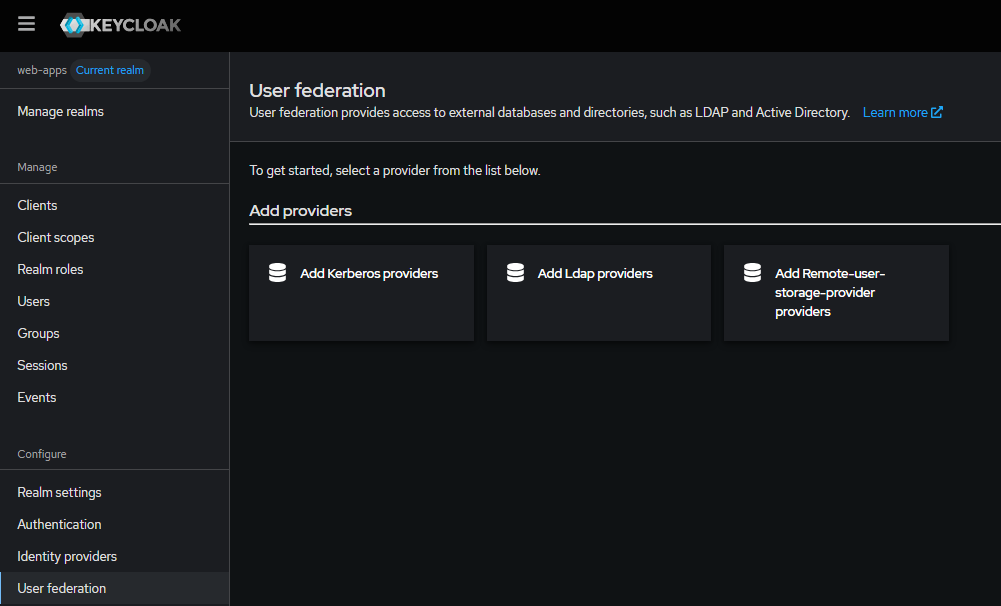 KEYCLOAK
web-apps Current realm
Manage realms
Manage
Clients
Client scopes
Realm roles
Users
Groups
Sessions
Events
Configure
Realm settings
Authentication
Identity providers
User federation
User federation
User federation provides access to external databases and directories, such as LDAP and Active Directory. Learn more
To get started, select a provider from the list below.
Add providers
Add Kerberos providers
Add Ldap providers
Add Remote-user-
storage-provider
providers